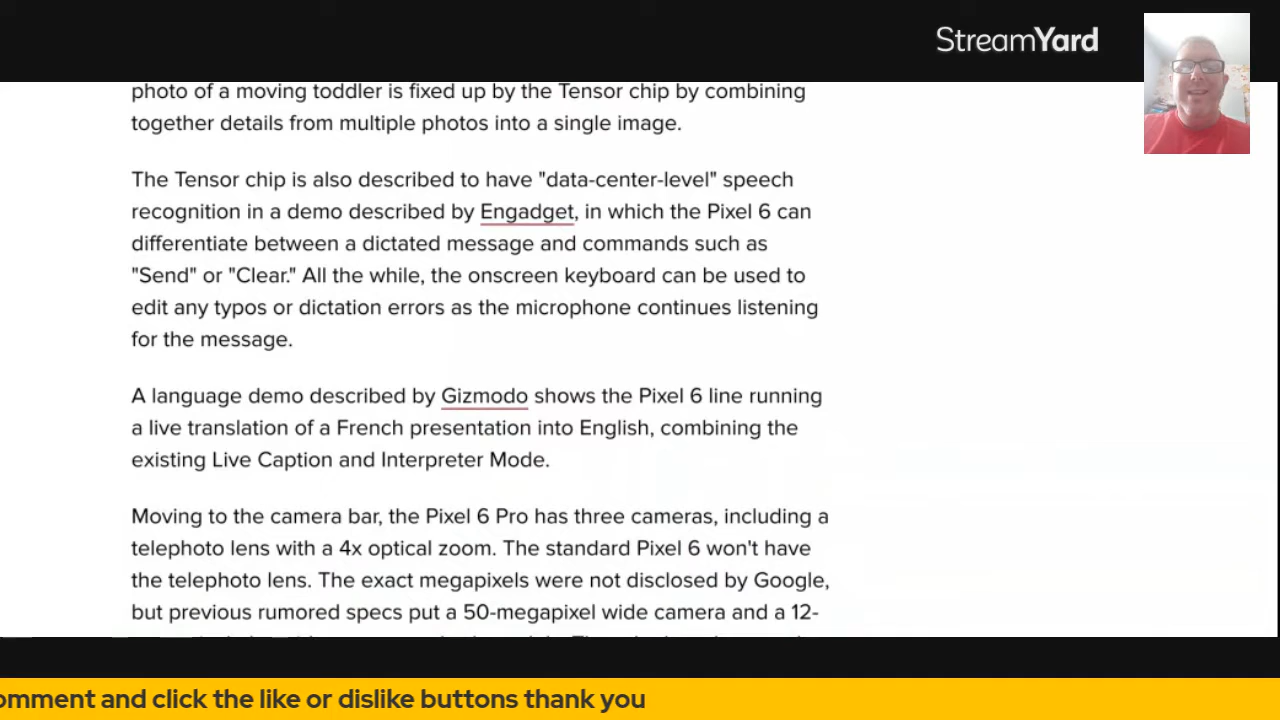 StreamYard
photo of a moving toddler is fixed up by the Tensor chip by combining
together details from multiple photos into a single image.
The Tensor chip is also described to have "data-center-level" speech
recognition in a demo described by Engadget, in which the Pixel 6 can
differentiate between a dictated message and commands such as
"Send" or "Clear." All the while, the onscreen keyboard can be used to
edit any typos or dictation errors as the microphone continues listening
for the message.
A language demo described by Gizmodo shows the Pixel 6 line running
a live translation of a French presentation into English, combining the
existing Live Caption and Interpreter Mode.
Moving to the camera bar, the Pixel 6 Pro has three cameras, including a
telephoto lens with a 4x optical zoom. The standard Pixel 6 won't have
the telephoto lens. The exact megapixels were not disclosed by Google,
but previous rumored specs put a 50-megapixel wide camera and a 12-
omment and click the like or dislike buttons thank you